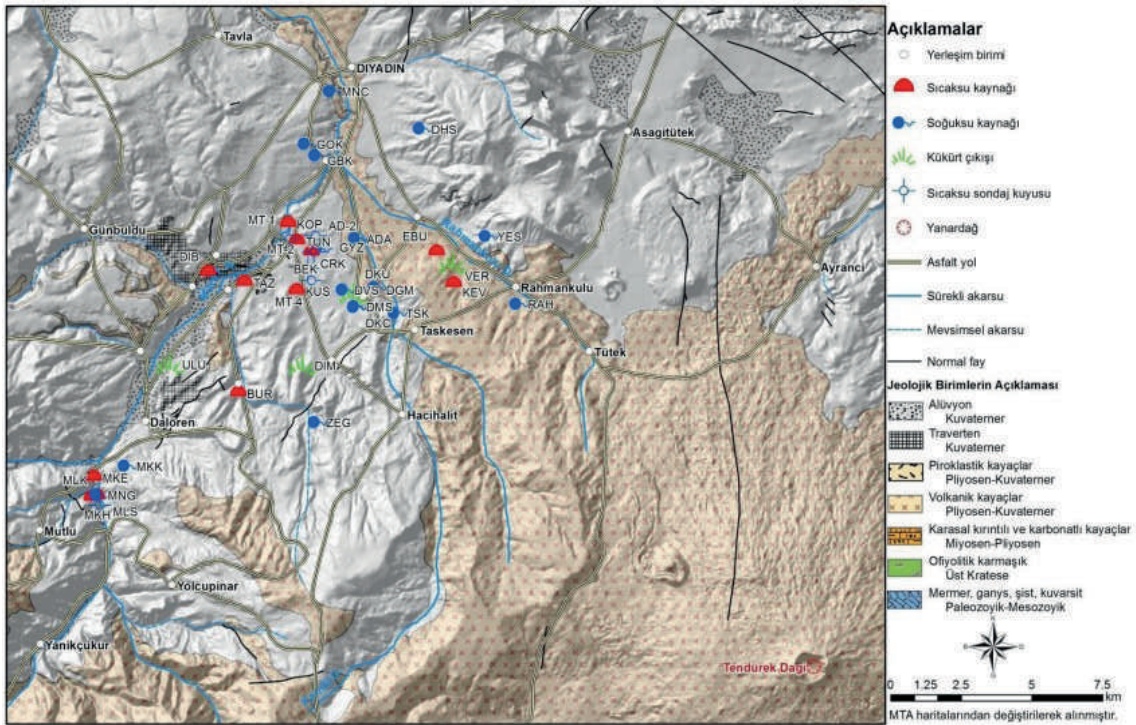 Tavla
DIYADIN
MNC
DHS
Asagitütek
GOK
GBK
Günbuldu
MT-1
KOP
AD-2
TUN
MT-2
GYZ
ADA
EBU
YES
DIB
BEK
CRK
DKU
VER
Ayrancı
TAZ
KUS
DVS
DGM
KEV
Rahmankulu
MT-4
DMS
RAH
DKC
TSK
Taskesen
Tütek
ULU
DIM
BUR
Daloren
ZEG
Hacihalit
MKK
MLK
MKE
MNG
MKH
MLS
Mutlu
Yolcupinar
Yanikçukur
Tendürek Dagi
Açıklamalar
Yerleşim birimi
Sıcaksu kaynağı
Soğuksu kaynağı
Kükürt çıkışı
Sıcaksu sondaj kuyusu
Yanardağ
Asfalt yol
Sürekli akarsu
Mevsimsel akarsu
Normal fay
Jeolojik Birimlerin Açıklaması
Alüvyon
Kuvaterner
Traverten
Kuvaterner
Piroklastik kayaçlar
Pliyosen-Kuvaterner
Volkanik kayaçlar
Pliyosen-Kuvaterner
Karasal kırıntılı ve karbonatlı kayaçlar
Miyosen-Pliyosen
Ofiyolitik karmaşık
Üst Kratese
Mermer, ganys, şist, kuvarsit
Paleozoyik-Mesozoyik
0 1.25 2.5 5 7.5
km
MTA haritalarından değiştirilerek alınmıştır.